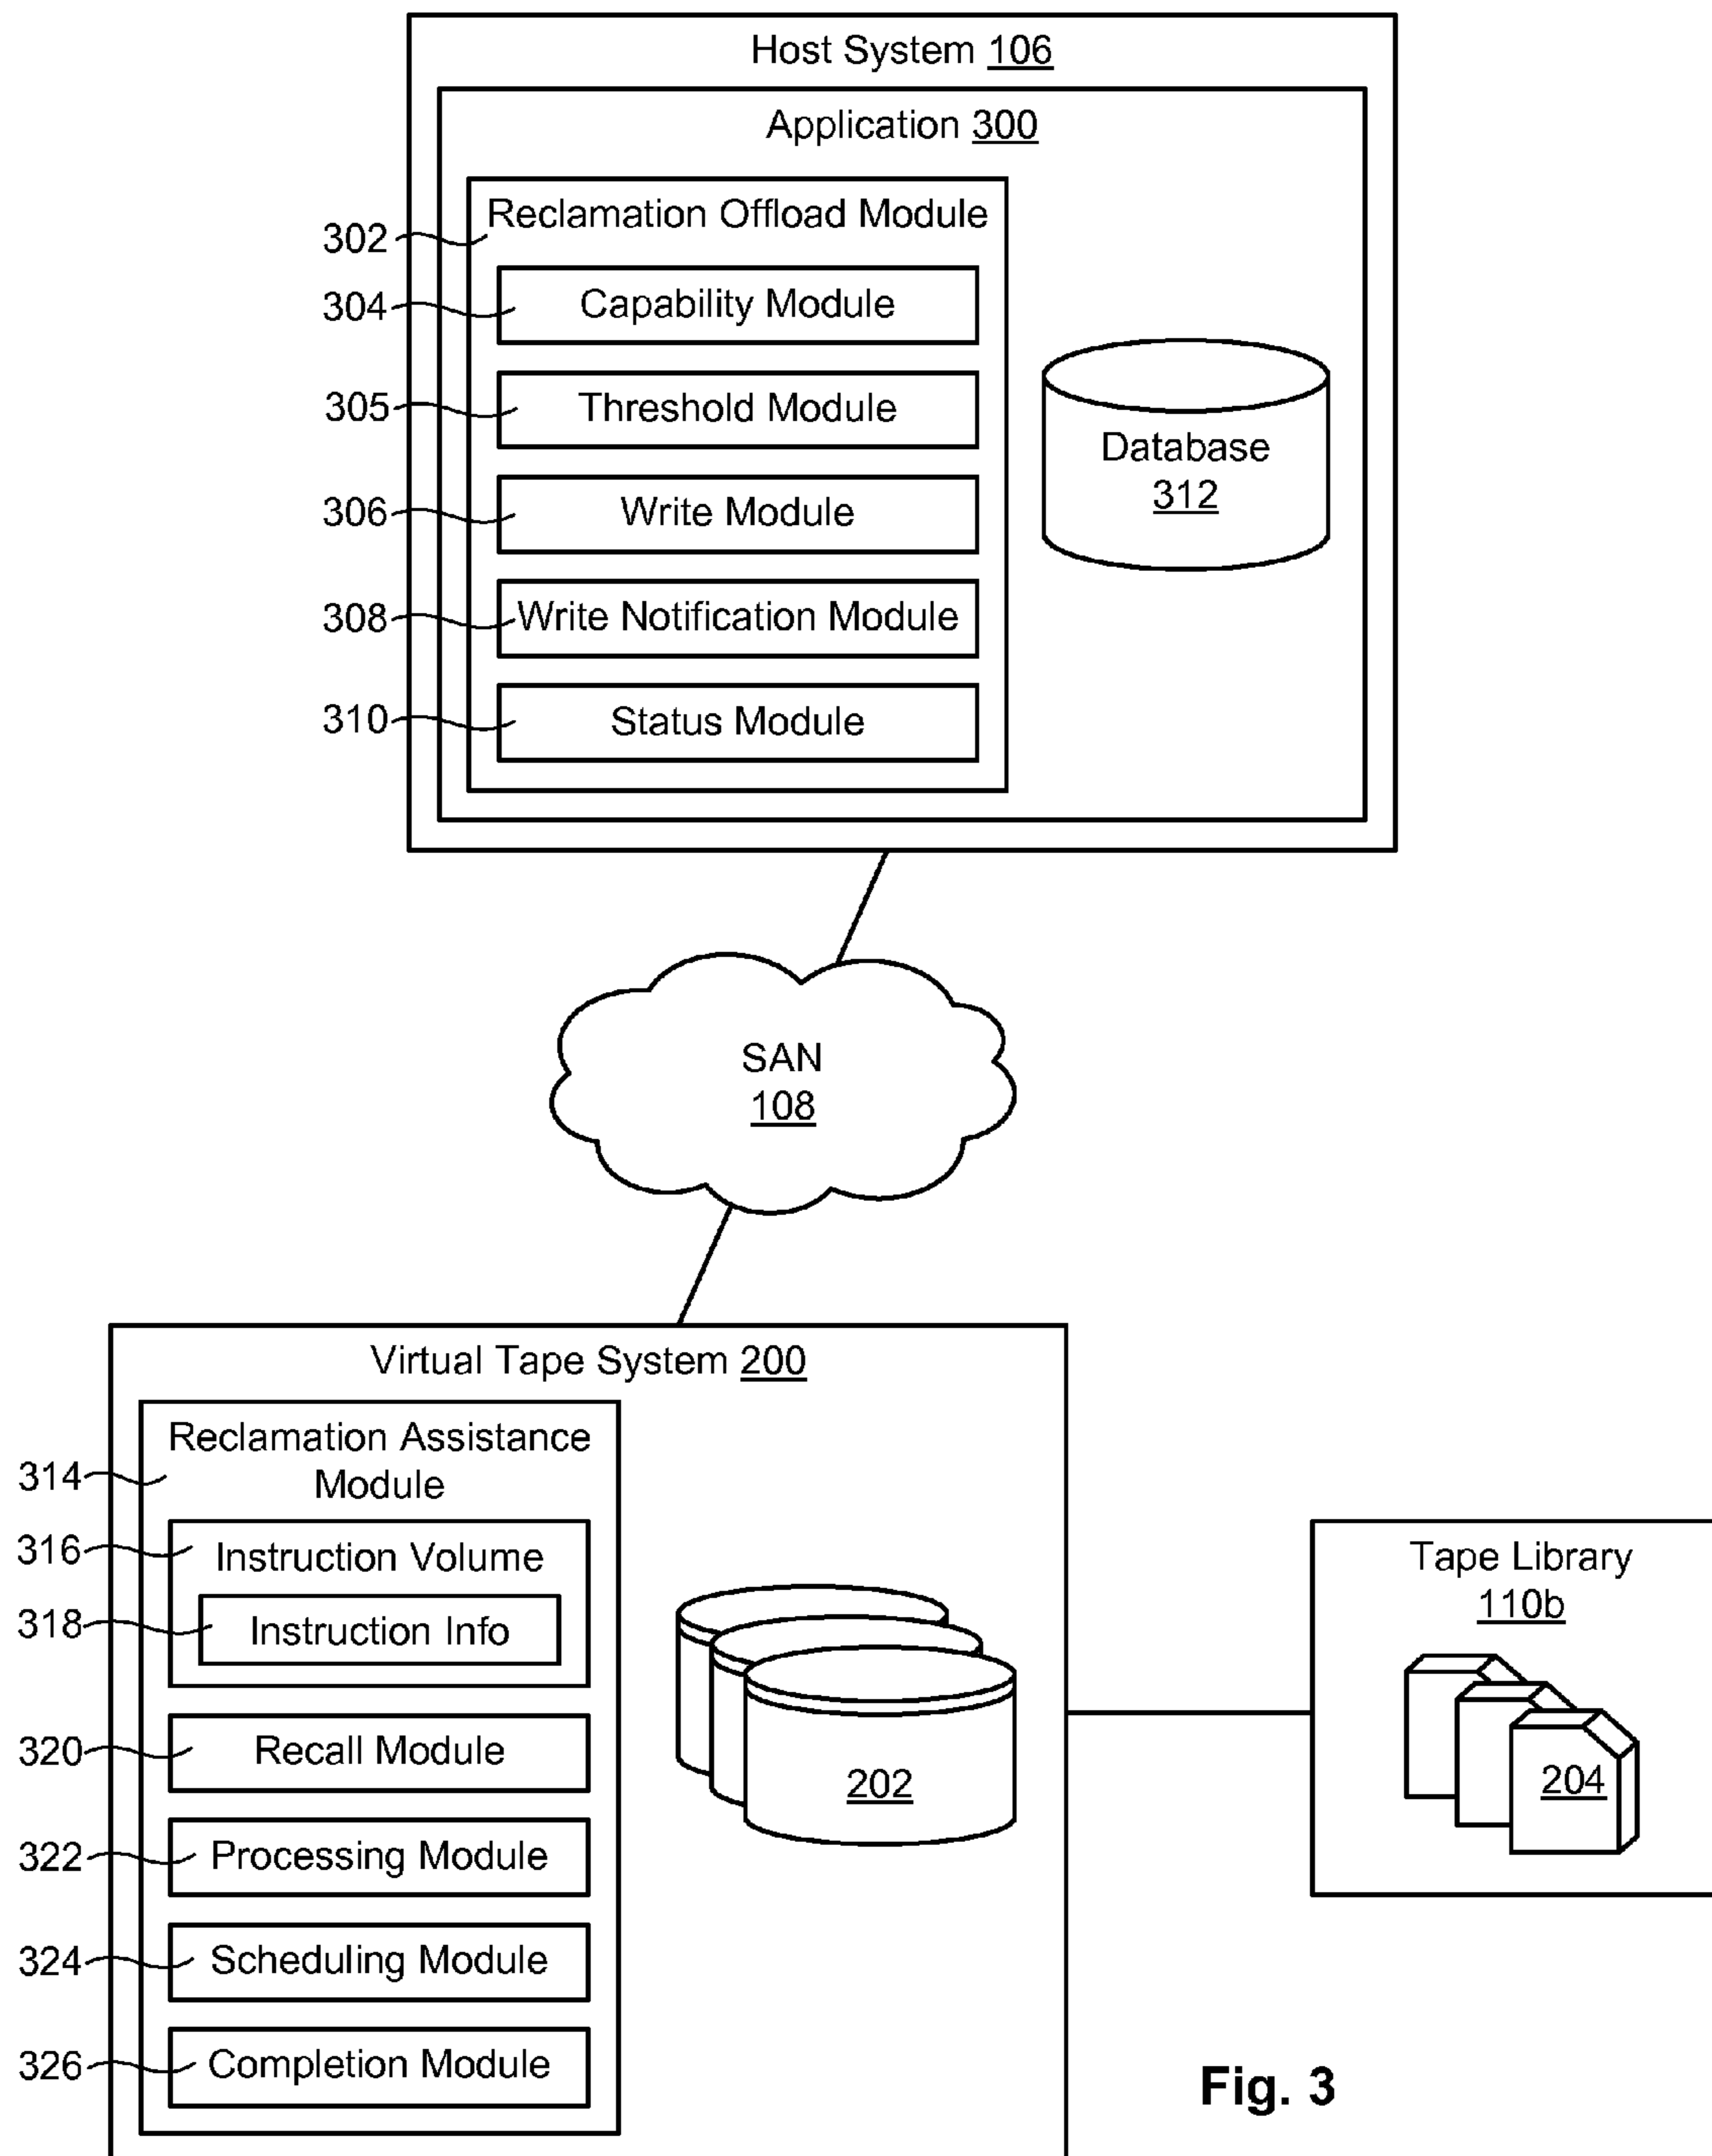 Host System 106
Application 300
Reclamation Offload Module
302
304
Capability Module
305
Threshold Module
Database
312
306
Write Module
308
Write Notification Module
310
Status Module
SAN
108
Virtual Tape System 200
Reclamation Assistance
Module
314
316
Instruction Volume
318
Instruction Info
320
Recall Module
322
Processing Module
324
Scheduling Module
326
Completion Module
202
Tape Library
110b
204
Fig. 3